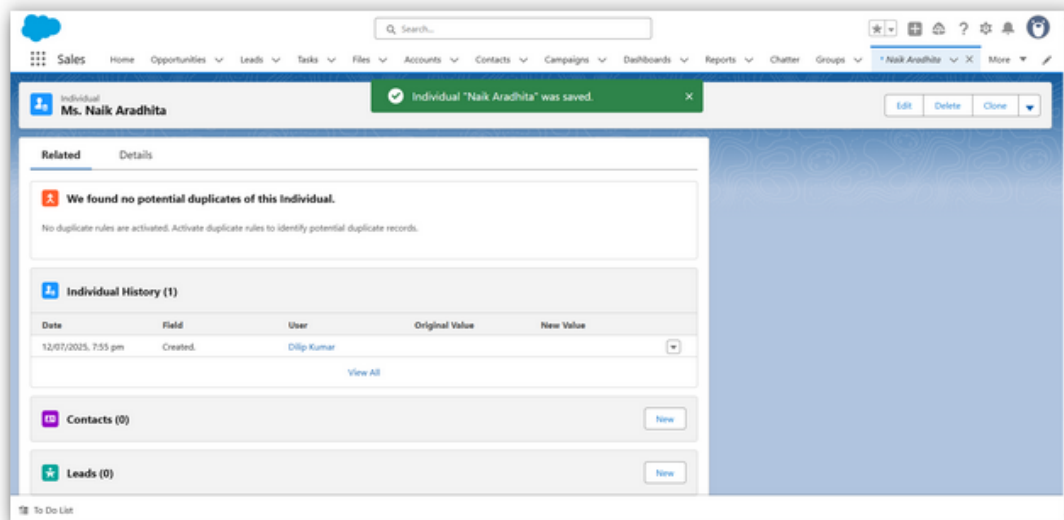 Search...
Sales Home Opportunities Leads Tasks Files Accounts Contacts Campaigns Dashboards Reports Chatter Groups * Naik Aradhita More
Individual
Ms. Naik Aradhita
Individual "Naik Aradhita" was saved.
Edit Delete Clone
Related Details
We found no potential duplicates of this Individual.
No duplicate rules are activated. Activate duplicate rules to identify potential duplicate records.
Individual History (1)
Date Field User Original Value New Value
12/07/2025, 7:55 pm Created. Dilip Kumar
View All
Contacts (0) New
Leads (0) New
To Do List